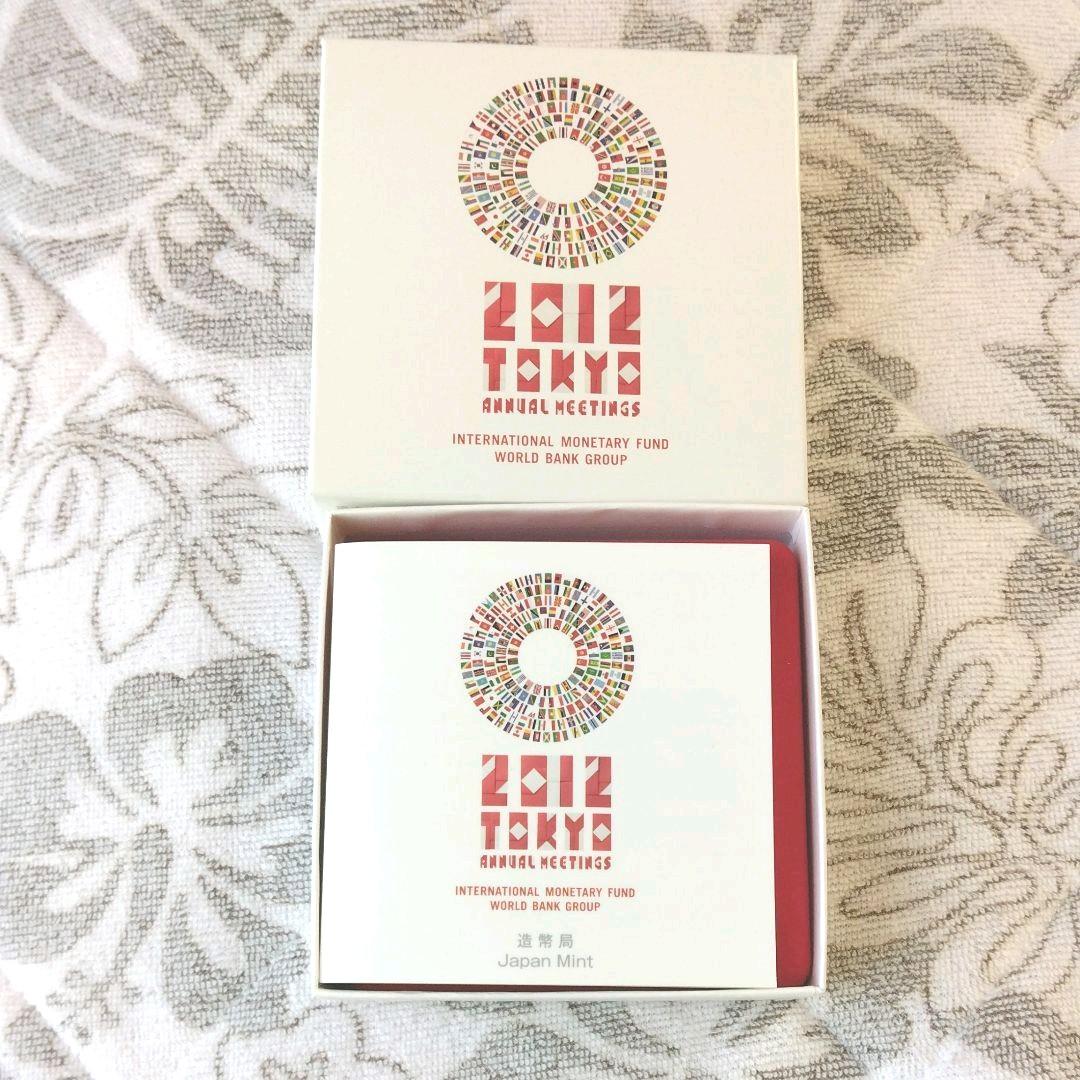 2012
TOKYO
ANNUAL MEETINGS
INTERNATIONAL MONETARY FUND
WORLD BANK GROUP
2012
TOKYO
ANNUAL MEETINGS
INTERNATIONAL MONETARY FUND
WORLD BANK GROUP
造幣局
Japan Mint